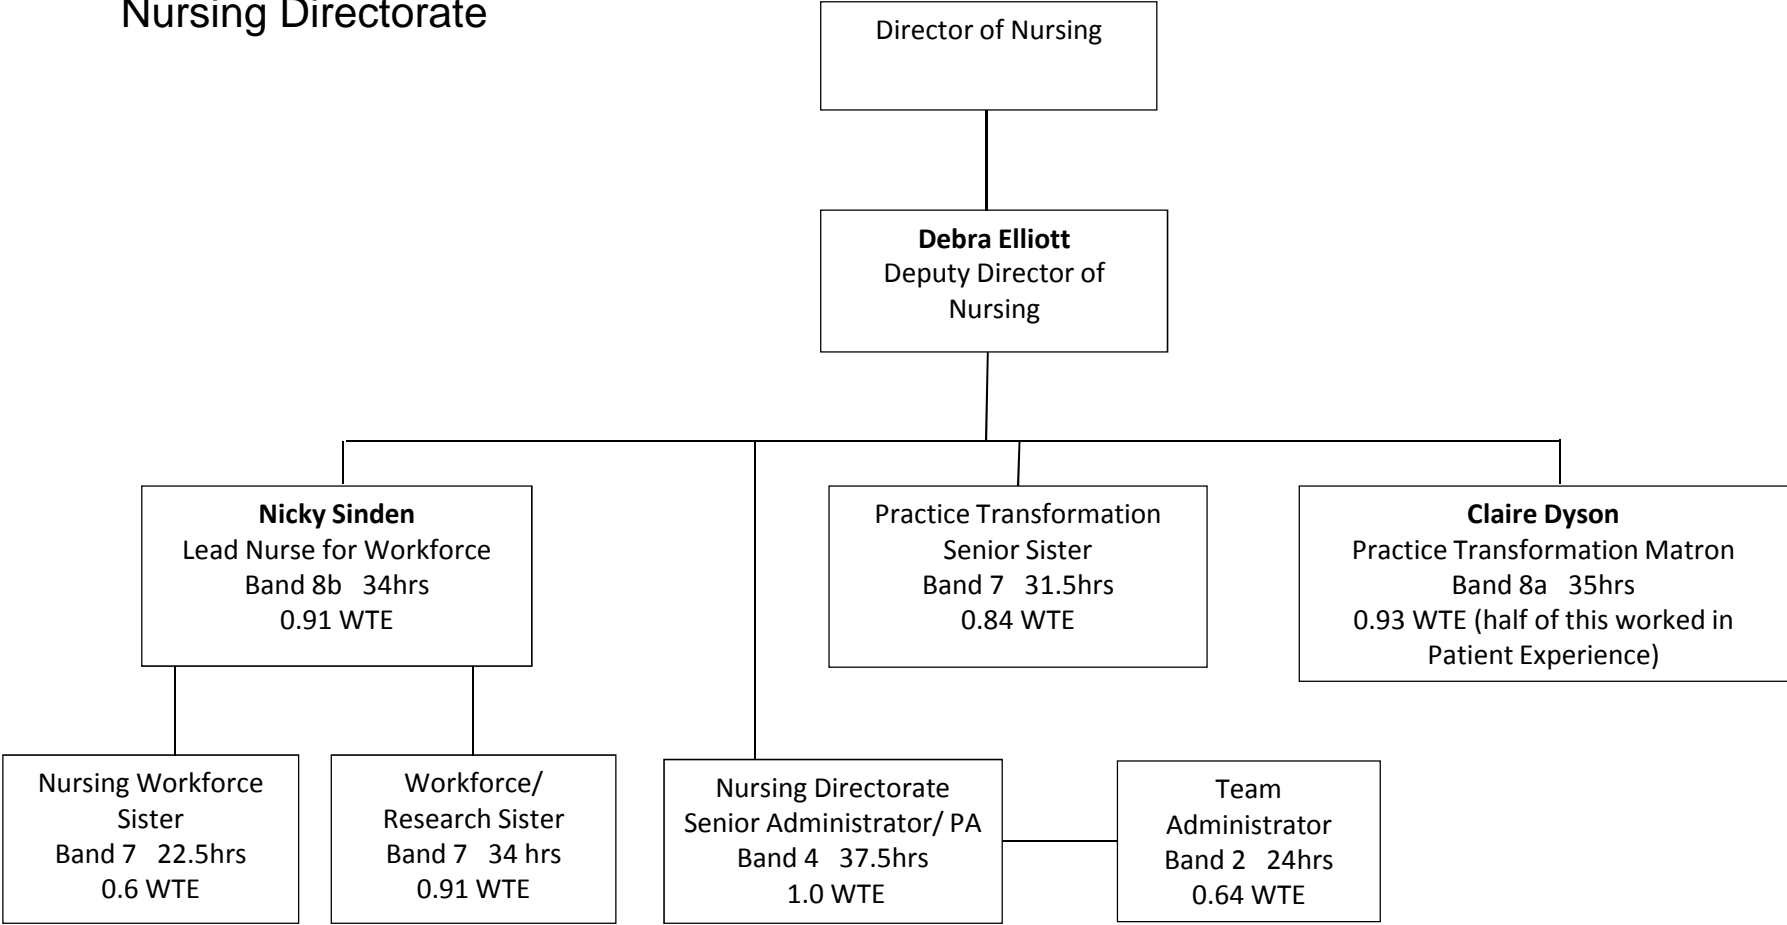 Nursing Directorate
Director of Nursing
Debra Elliott
Deputy Director of
Nursing
Nicky Sinden
Lead Nurse for Workforce
Band 8b 34hrs
0.91 WTE
Practice Transformation
Senior Sister
Band 7 31.5hrs
0.84 WTE
Claire Dyson
Practice Transformation Matron
Band 8a 35hrs
0.93 WTE (half of this worked in
Patient Experience)
Nursing Workforce
Sister
Band 7 22.5hrs
0.6 WTE
Workforce/
Research Sister
Band 7 34 hrs
0.91 WTE
Nursing Directorate
Senior Administrator/ PA
Band 4 37.5hrs
1.0 WTE
Team
Administrator
Band 2 24hrs
0.64 WTE